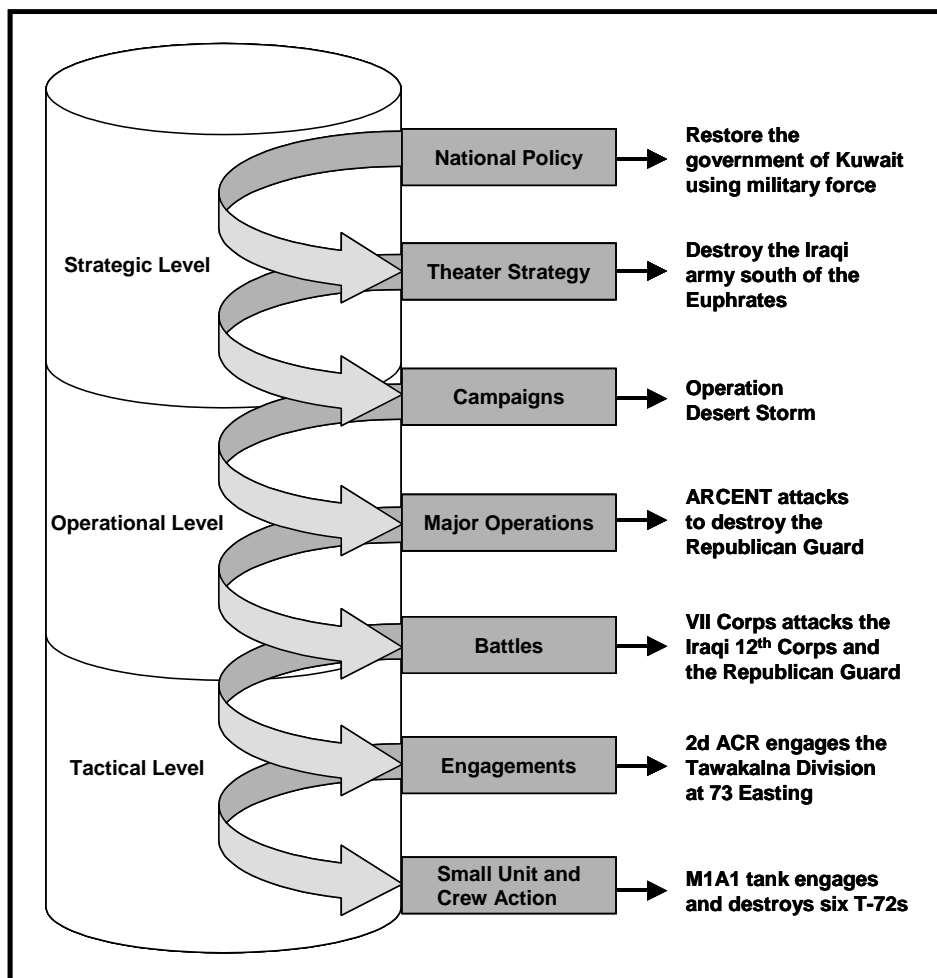 National Policy
Restore the
government of Kuwait
using military force
Strategic Level
Theater Strategy
Destroy the Iraqi
army south of the
Euphrates
Campaigns
Operation
Desert Storm
Operational Level
Major Operations
ARCENT attacks
to destroy the
Republican Guard
Battles
VII Corps attacks the
Iraqi 12th Corps and
the Republican Guard
Tactical Level
Engagements
2d ACR engages the
Tawakalna Division
at 73 Easting
Small Unit and
Crew Action
M1A1 tank engages
and destroys six T-72s